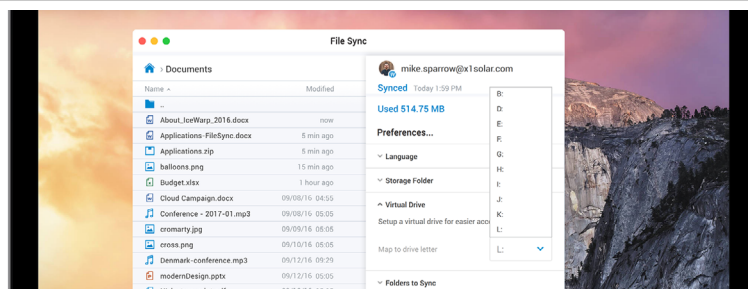 File Sync
› Documents
Name
Modified
..
About_IceWarp_2016.docx now
Applications-FileSync.docx 5 min ago
Applications.zip 5 min ago
balloons.png 15 min ago
Budget.xlsx 1 hour ago
Cloud Campaign.docx 09/08/16 04:55
Conference - 2017-01.mp3 09/08/16 05:05
cromarty.jpg 09/09/16 05:05
cross.png 09/10/16 05:05
Denmark-conference.mp3 09/12/16 09:29
modernDesign.pptx 09/12/16 05:05
mike.sparrow@x1solar.com
Synced Today 1:59 PM
Used 514.75 MB
Preferences...
Language
Storage Folder
Virtual Drive
Setup a virtual drive for easier acc
Map to drive letter
L:
Folders to Sync
B:
D:
E:
F:
G:
H:
I:
J:
K:
L: